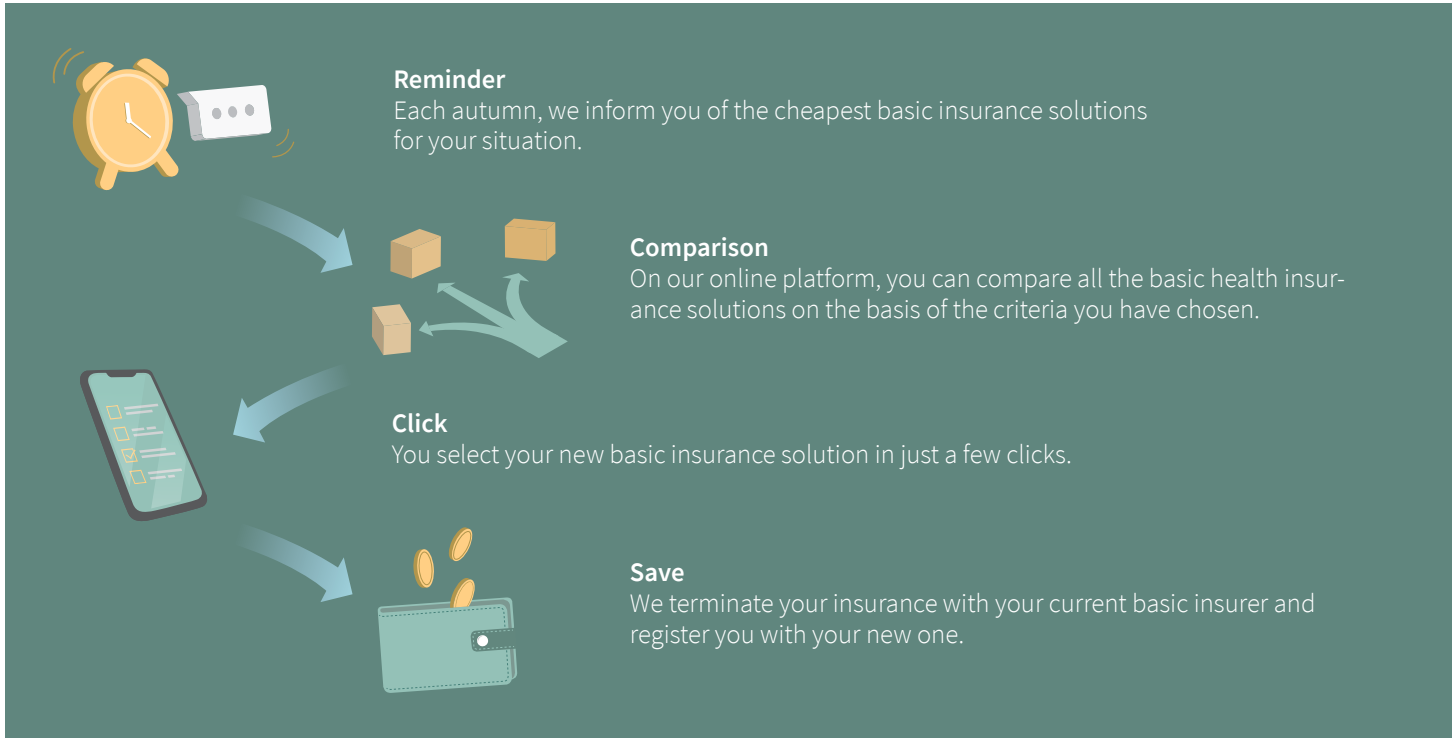 Reminder
Each autumn, we inform you of the cheapest basic insurance solutions
for your situation.
Comparison
On our online platform, you can compare all the basic health insur-
ance solutions on the basis of the criteria you have chosen.
Click
You select your new basic insurance solution in just a few clicks.
Save
We terminate your insurance with your current basic insurer and
register you with your new one.